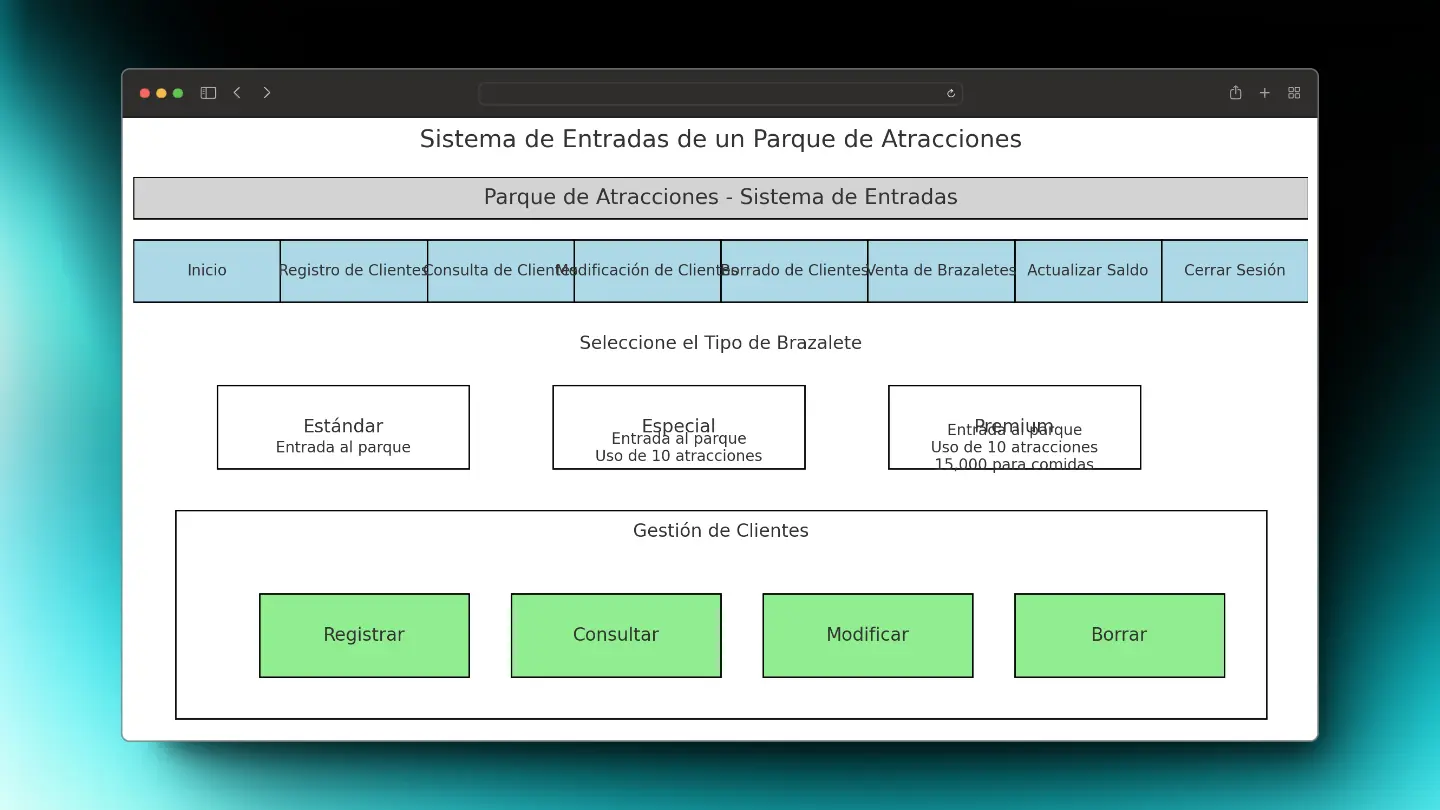 Sistema de Entradas de un Parque de Atracciones
Parque de Atracciones - Sistema de Entradas
Inicio
Registro de Clientes
Consulta de Clientes
Modificación de Clientes
Borrado de Clientes
Venta de Brazaletes
Actualizar Saldo
Cerrar Sesión
Seleccione el Tipo de Brazalete
Estándar
Entrada al parque
Especial
Entrada al parque
Uso de 10 atracciones
Premium
Entrada al parque
Uso de 10 atracciones
15,000 para comidas
Gestión de Clientes
Registrar
Consultar
Modificar
Borrar